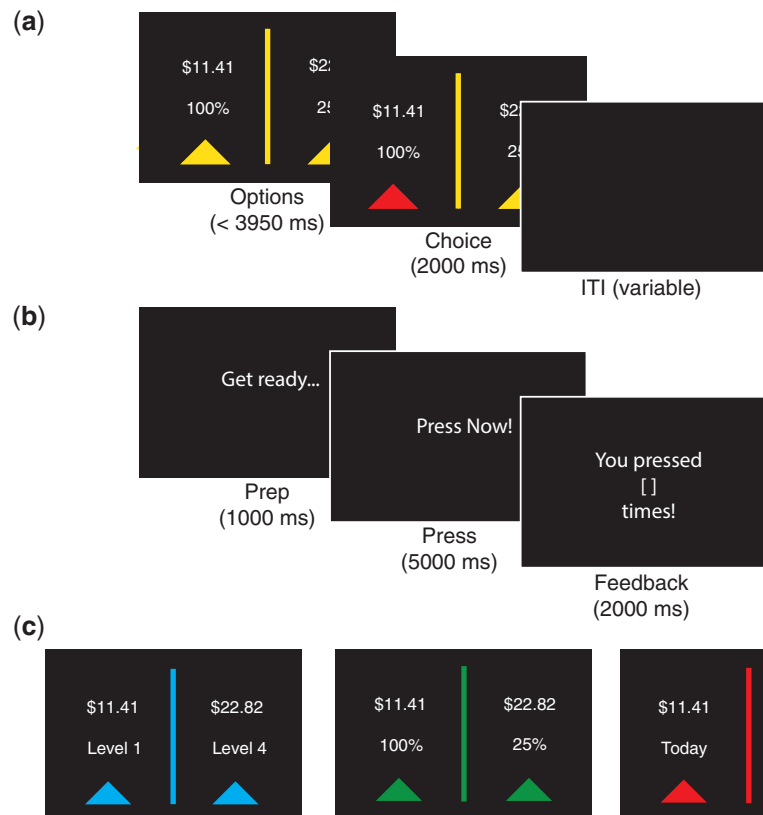 (a)
$11.41
100%
$11.41
100%
Options
(< 3950 ms)
Choice
(2000 ms)
ITI (variable)
(b)
Get ready...
Press Now!
You pressed
[ ]
times!
Prep
(1000 ms)
Press
(5000 ms)
Feedback
(2000 ms)
(c)
$11.41 $22.82
Level 1 Level 4
$11.41 $22.82
100% 25%
$11.41
Today